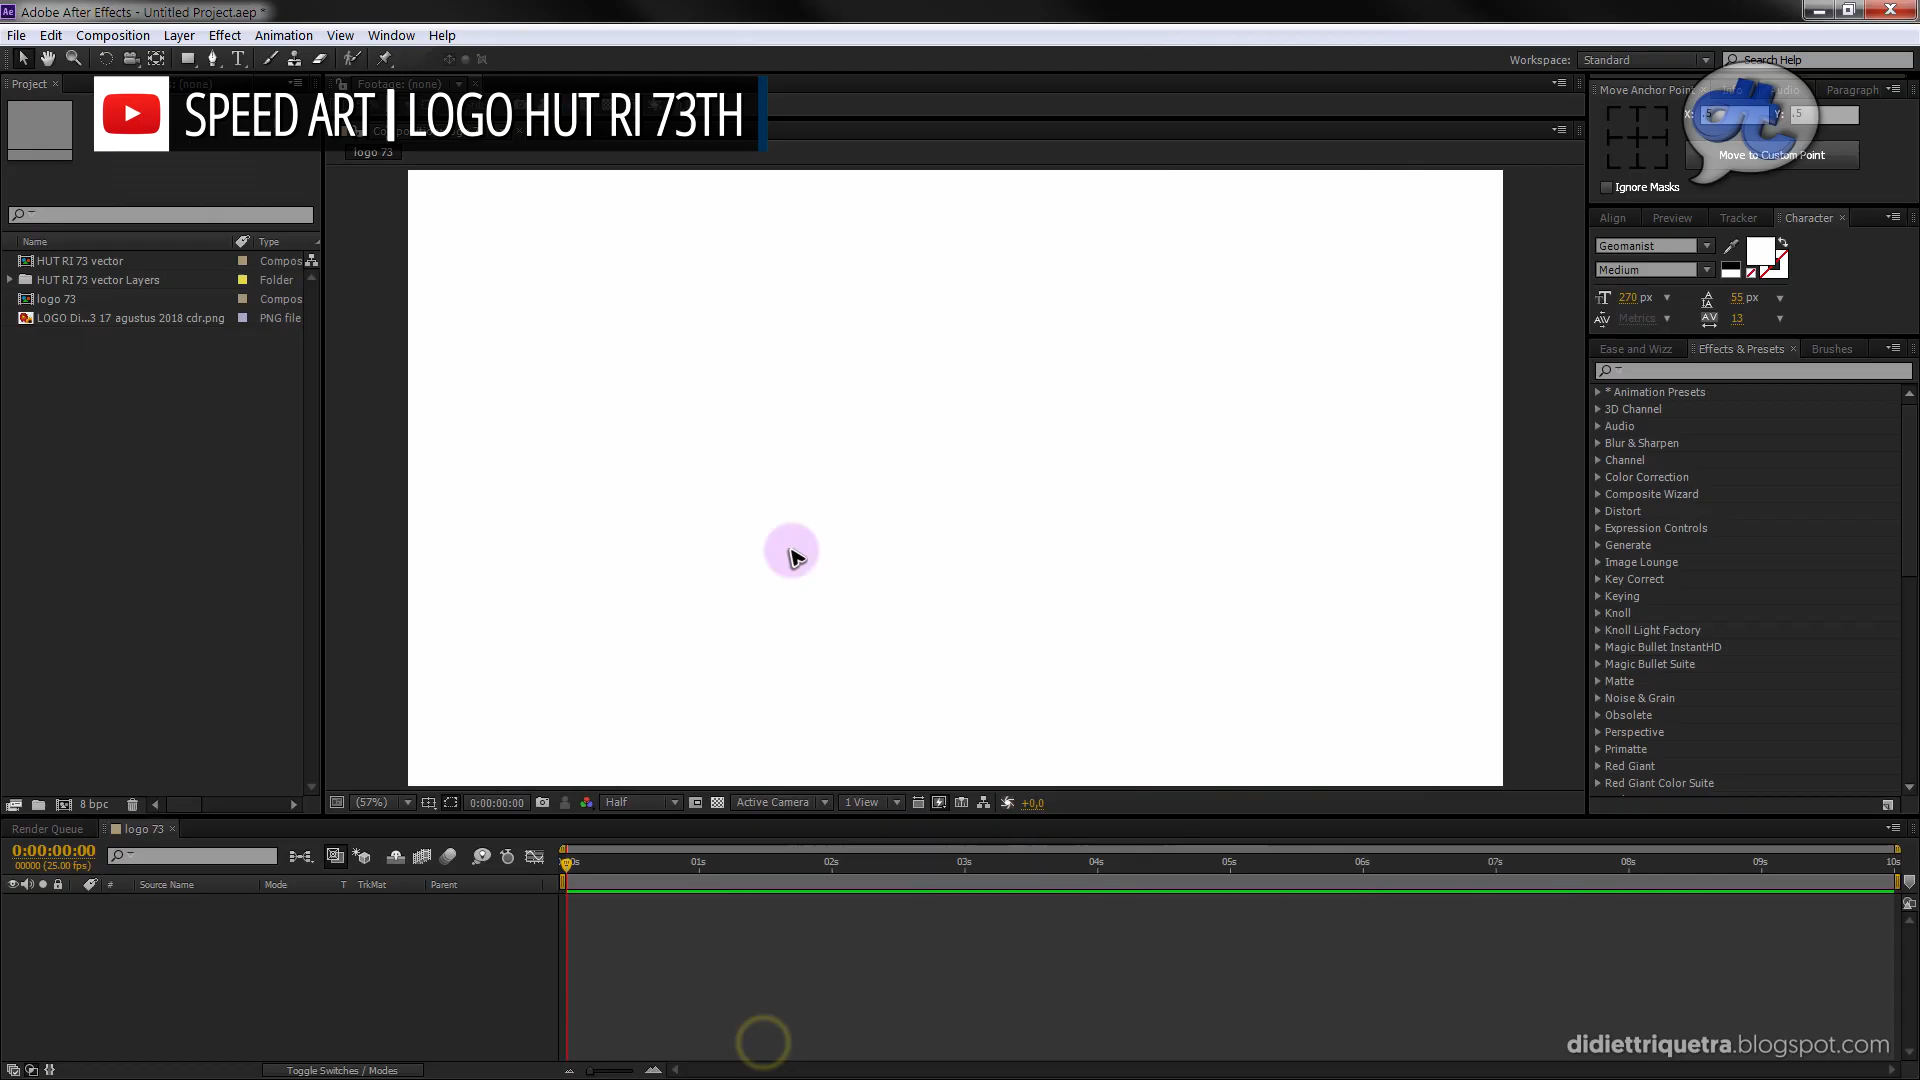 Adobe After Effects - Untitled Project.aep *
File Edit Composition Layer Effect Animation View Window Help
Workspace: Standard Search Help
Project Footage: (none)
SPEED ART | LOGO HUT RI 73TH
logo 73
Move Anchor Point Audio Paragraph
X: .5 Y: .5
Move to Custom Point
Ignore Masks
Align Preview Tracker Character
Geomanist
Medium
270 px 55 px
Metrics 13
Name Type
HUT RI 73 vector Compos
HUT RI 73 vector Layers Folder
logo 73 Compos
LOGO Di...3 17 agustus 2018 cdr.png PNG file
Ease and Wizz Effects & Presets Brushes
* Animation Presets
3D Channel
Audio
Blur & Sharpen
Channel
Color Correction
Composite Wizard
Distort
Expression Controls
Generate
Image Lounge
Key Correct
Keying
Knoll
Knoll Light Factory
Magic Bullet InstantHD
Magic Bullet Suite
Matte
Noise & Grain
Obsolete
Perspective
Primatte
Red Giant
Red Giant Color Suite
8 bpc
(57%) 0:00:00:00 Half Active Camera 1 View +0,0
Render Queue logo 73
0:00:00:00
00000 (25.00 fps)
01s 02s 03s 04s 05s 06s 07s 08s 09s 10s
# Source Name Mode T TrkMat Parent
Toggle Switches / Modes
didiettriquetra.blogspot.com